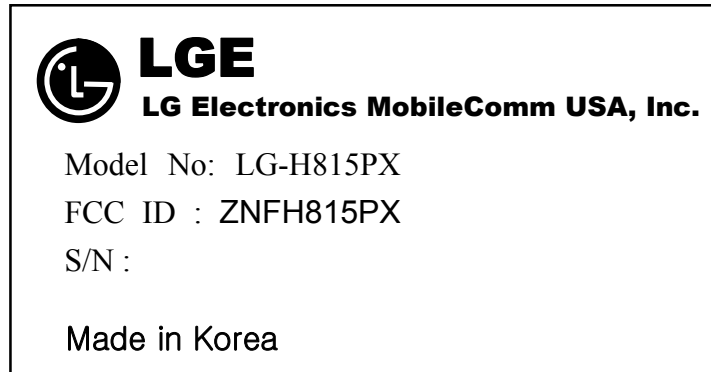 LGE
LG Electronics MobileComm USA, Inc.
Model No: LG-H815PX
FCC ID : ZNFH815PX
S/N :
Made in Korea